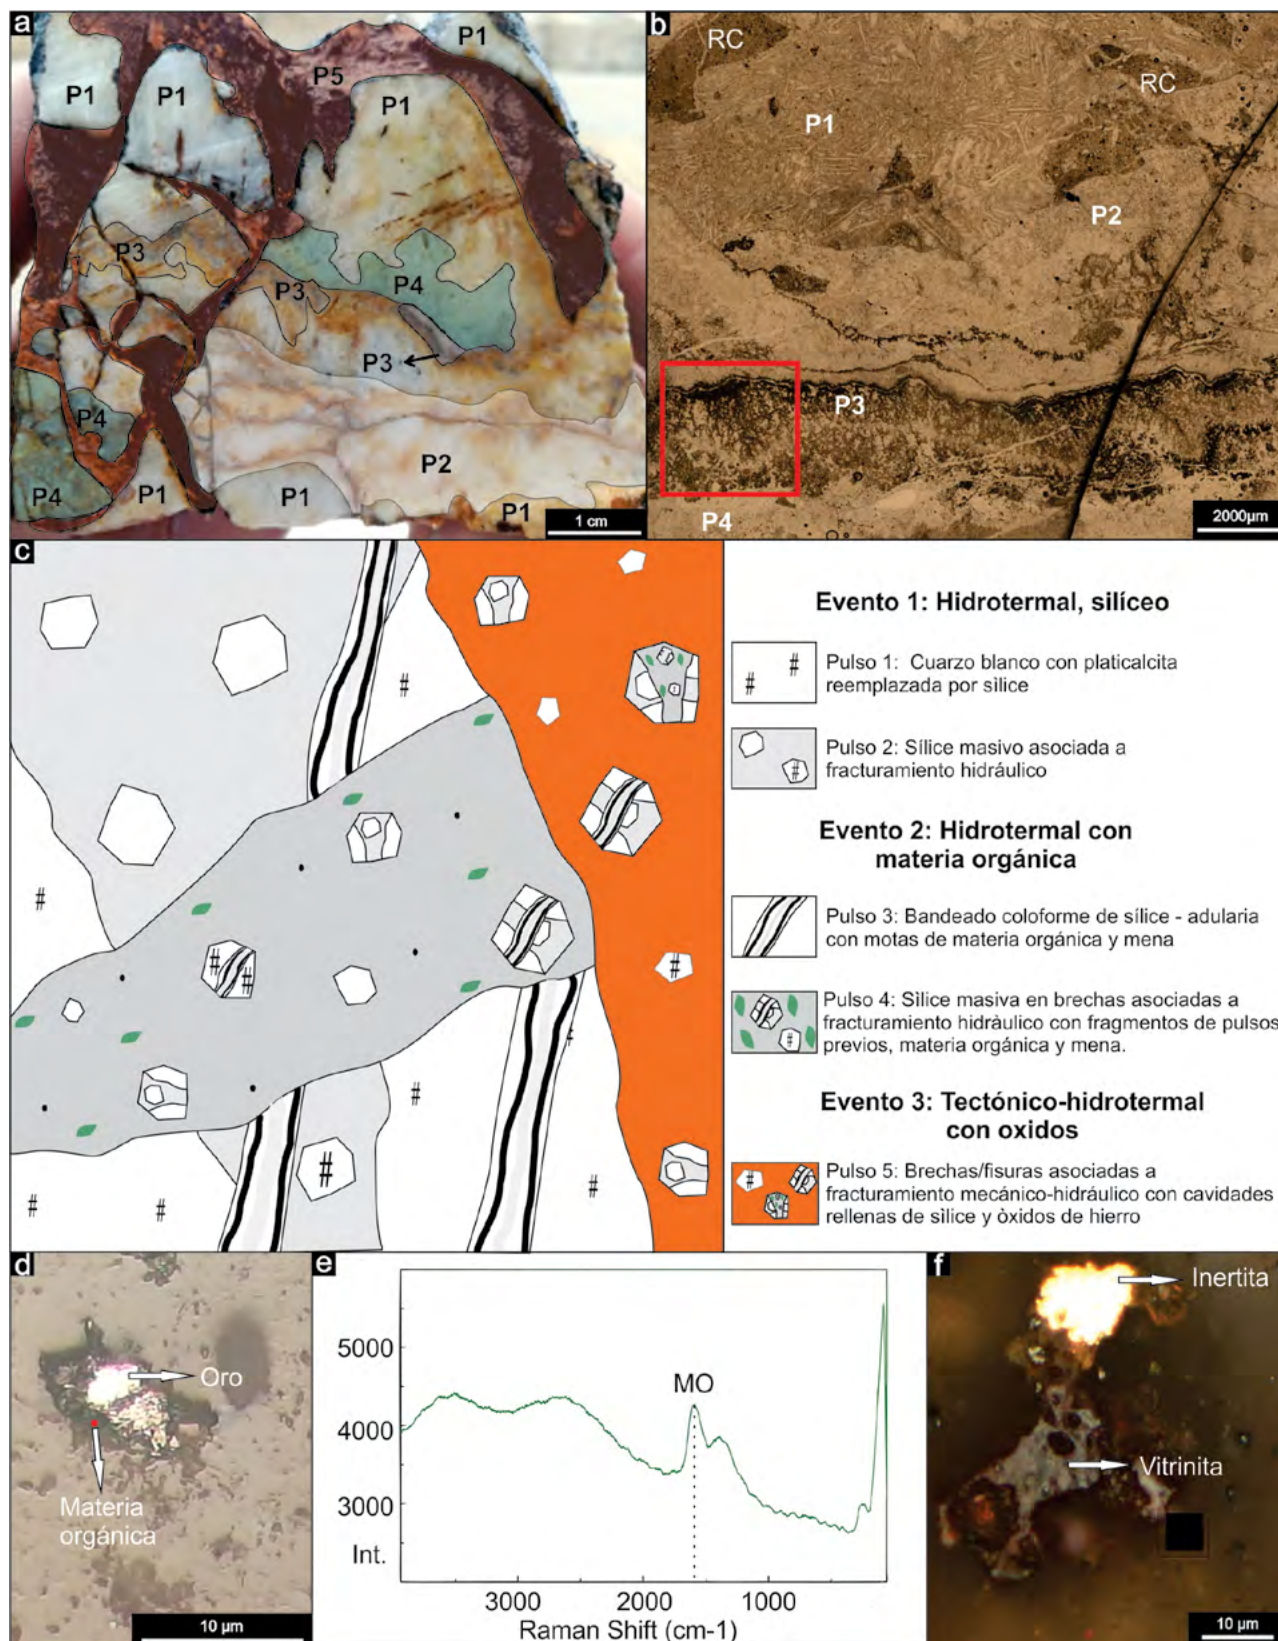 a
P1
P1
P1
P5
P1
P3
P4
P3
P3
P4
P2
P4
P1
P1
P1
1 cm
b
RC
RC
P1
P2
P3
P4
2000µm
c
Evento 1: Hidrotermal, silíceo
Pulso 1: Cuarzo blanco con platicalcita
reemplazada por sílice
Pulso 2: Sílice masivo asociada a
fracturamiento hidráulico
Evento 2: Hidrotermal con
materia orgánica
Pulso 3: Bandeado coloforme de sílice - adularia
con motas de materia orgánica y mena
Pulso 4: Sílice masiva en brechas asociadas a
fracturamiento hidràulico con fragmentos de pulsos
previos, materia orgánica y mena.
Evento 3: Tectónico-hidrotermal
con oxidos
Pulso 5: Brechas/fisuras asociadas a
fracturamiento mecánico-hidráulico con cavidades
rellenas de sìlice y òxidos de hierro
d
Oro
Materia
orgánica
10 µm
e
5000
4000
3000
Int.
MO
3000
2000
1000
Raman Shift (cm-1)
f
Inertita
Vitrinita
10 µm